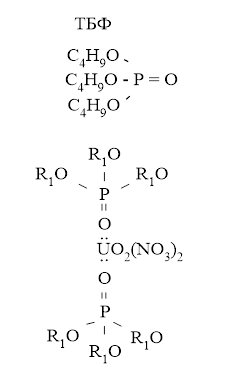 ТБФ
C₄H₉O
C₄H₉O - P = O
C₄H₉O
R₁O
R₁O R₁O
P
O
UO₂(NO₃)₂
O
P
R₁O R₁O
R₁O